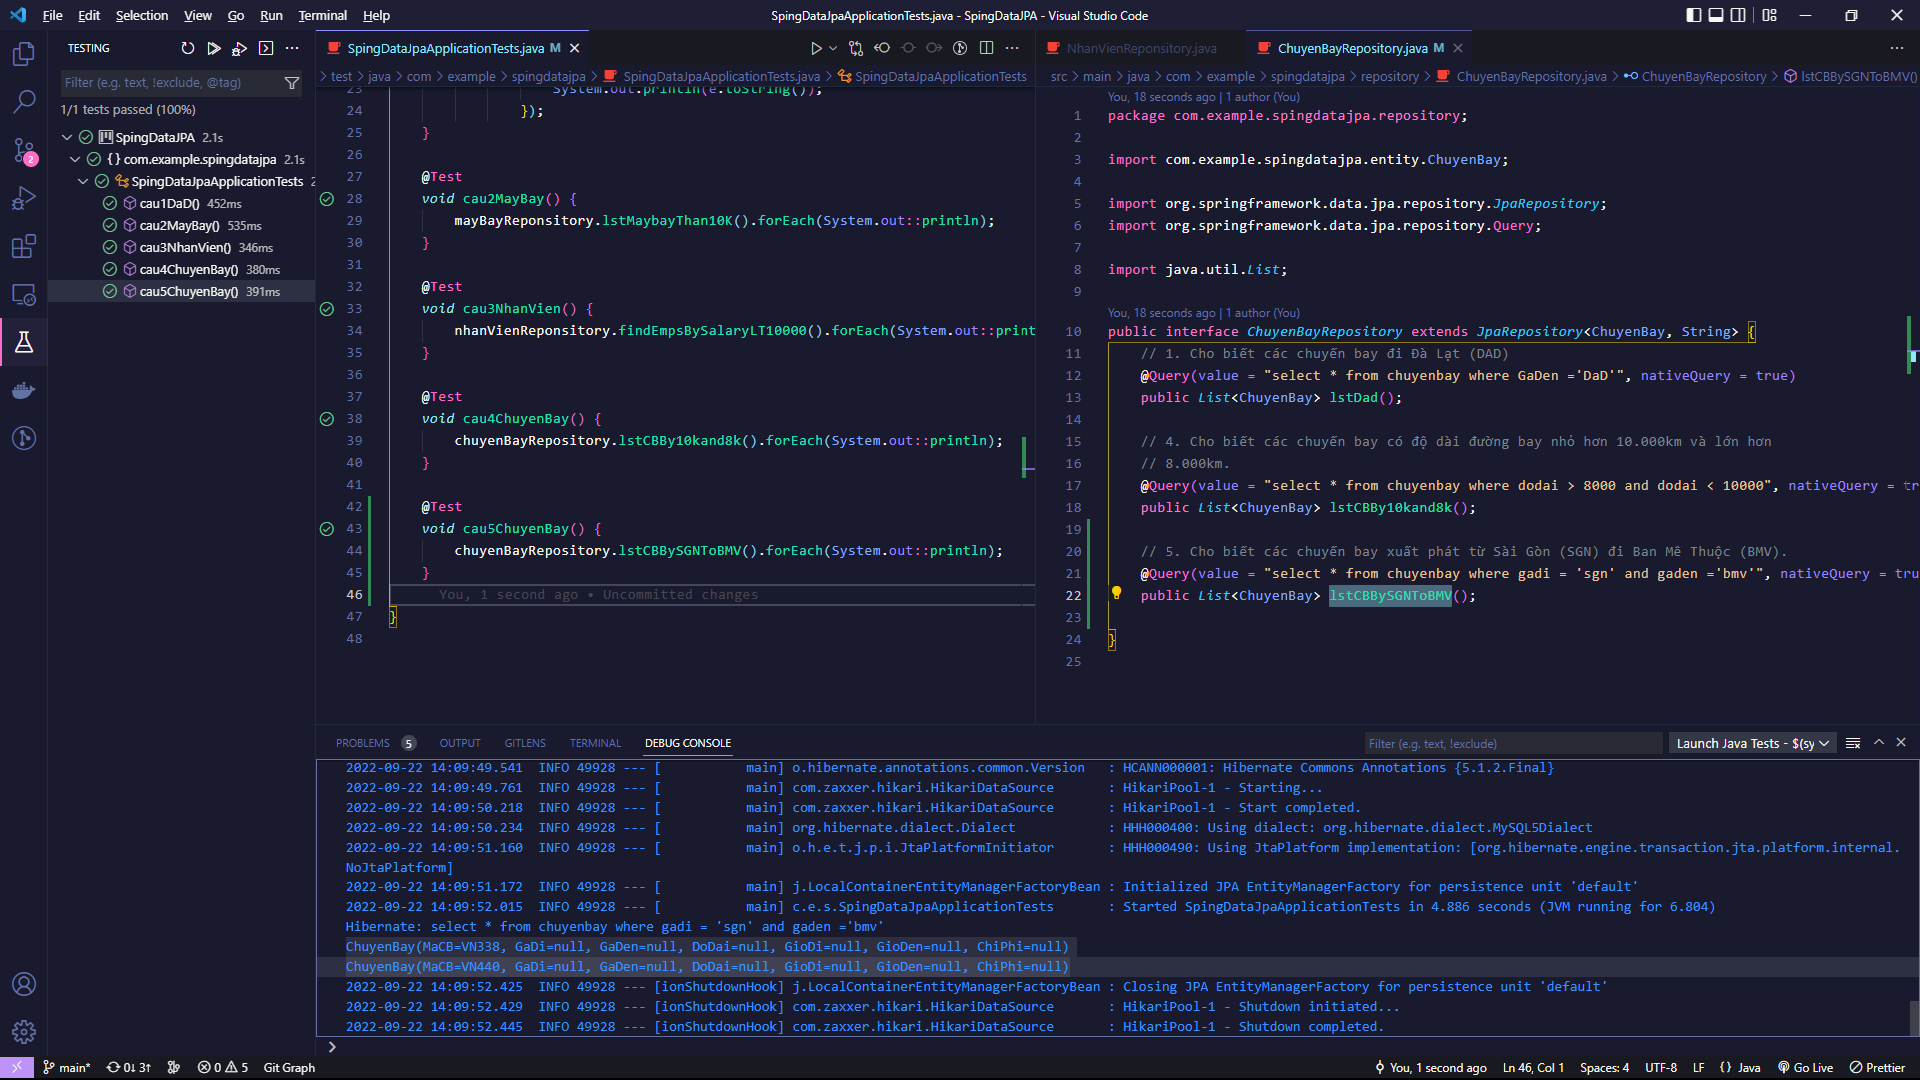 File Edit Selection View Go Run Terminal Help
SpingDataJpaApplicationTests.java - SpingDataJPA - Visual Studio Code
TESTING
Filter (e.g. text, !exclude, @tag)
1/1 tests passed (100%)
SpingDataJPA 2.1s
{} com.example.spingdatajpa 2.1s
SpingDataJpaApplicationTests 2
cau1DaD() 452ms
cau2MayBay() 535ms
cau3NhanVien() 346ms
cau4ChuyenBay() 380ms
cau5ChuyenBay() 391ms
2
SpingDataJpaApplicationTests.java M
> test > java > com > example > spingdatajpa > SpingDataJpaApplicationTests.java > SpingDataJpaApplicationTests
23 System.out.println(e.toString());
24 });
25 }
26
27 @Test
28 void cau2MayBay() {
29 mayBayReponsitory.lstMaybayThan10K().forEach(System.out::println);
30 }
31
32 @Test
33 void cau3NhanVien() {
34 nhanVienReponsitory.findEmpsBySalaryLT10000().forEach(System.out::print
35 }
36
37 @Test
38 void cau4ChuyenBay() {
39 chuyenBayRepository.lstCBBy10kand8k().forEach(System.out::println);
40 }
41
42 @Test
43 void cau5ChuyenBay() {
44 chuyenBayRepository.lstCBBySGNToBMV().forEach(System.out::println);
45 }
46 You, 1 second ago • Uncommitted changes
47 }
48
NhanVienReponsitory.java
ChuyenBayRepository.java M
src > main > java > com > example > spingdatajpa > repository > ChuyenBayRepository.java > ChuyenBayRepository > lstCBBySGNToBMV()
You, 18 seconds ago | 1 author (You)
1 package com.example.spingdatajpa.repository;
2
3 import com.example.spingdatajpa.entity.ChuyenBay;
4
5 import org.springframework.data.jpa.repository.JpaRepository;
6 import org.springframework.data.jpa.repository.Query;
7
8 import java.util.List;
9
You, 18 seconds ago | 1 author (You)
10 public interface ChuyenBayRepository extends JpaRepository<ChuyenBay, String> {
11 // 1. Cho biết các chuyến bay đi Đà Lạt (DAD)
12 @Query(value = "select * from chuyenbay where GaDen ='DaD'", nativeQuery = true)
13 public List<ChuyenBay> lstDad();
14
15 // 4. Cho biết các chuyến bay có độ dài đường bay nhỏ hơn 10.000km và lớn hơn
16 // 8.000km.
17 @Query(value = "select * from chuyenbay where dodai > 8000 and dodai < 10000", nativeQuery = tr
18 public List<ChuyenBay> lstCBBy10kand8k();
19
20 // 5. Cho biết các chuyến bay xuất phát từ Sài Gòn (SGN) đi Ban Mê Thuộc (BMV).
21 @Query(value = "select * from chuyenbay where gadi = 'sgn' and gaden ='bmv'", nativeQuery = tru
22 public List<ChuyenBay> lstCBBySGNToBMV();
23
24 }
25
PROBLEMS 5 OUTPUT GITLENS TERMINAL DEBUG CONSOLE
Filter (e.g. text, !exclude)
Launch Java Tests - $(sy
2022-09-22 14:09:49.541 INFO 49928 --- [ main] o.hibernate.annotations.common.Version : HCANN000001: Hibernate Commons Annotations {5.1.2.Final}
2022-09-22 14:09:49.761 INFO 49928 --- [ main] com.zaxxer.hikari.HikariDataSource : HikariPool-1 - Starting...
2022-09-22 14:09:50.218 INFO 49928 --- [ main] com.zaxxer.hikari.HikariDataSource : HikariPool-1 - Start completed.
2022-09-22 14:09:50.234 INFO 49928 --- [ main] org.hibernate.dialect.Dialect : HHH000400: Using dialect: org.hibernate.dialect.MySQL5Dialect
2022-09-22 14:09:51.160 INFO 49928 --- [ main] o.h.e.t.j.p.i.JtaPlatformInitiator : HHH000490: Using JtaPlatform implementation: [org.hibernate.engine.transaction.jta.platform.internal.
NoJtaPlatform]
2022-09-22 14:09:51.172 INFO 49928 --- [ main] j.LocalContainerEntityManagerFactoryBean : Initialized JPA EntityManagerFactory for persistence unit 'default'
2022-09-22 14:09:52.015 INFO 49928 --- [ main] c.e.s.SpingDataJpaApplicationTests : Started SpingDataJpaApplicationTests in 4.886 seconds (JVM running for 6.804)
Hibernate: select * from chuyenbay where gadi = 'sgn' and gaden ='bmv'
ChuyenBay(MaCB=VN338, GaDi=null, GaDen=null, DoDai=null, GioDi=null, GioDen=null, ChiPhi=null)
ChuyenBay(MaCB=VN440, GaDi=null, GaDen=null, DoDai=null, GioDi=null, GioDen=null, ChiPhi=null)
2022-09-22 14:09:52.425 INFO 49928 --- [ionShutdownHook] j.LocalContainerEntityManagerFactoryBean : Closing JPA EntityManagerFactory for persistence unit 'default'
2022-09-22 14:09:52.429 INFO 49928 --- [ionShutdownHook] com.zaxxer.hikari.HikariDataSource : HikariPool-1 - Shutdown initiated...
2022-09-22 14:09:52.445 INFO 49928 --- [ionShutdownHook] com.zaxxer.hikari.HikariDataSource : HikariPool-1 - Shutdown completed.
>
main* 0↓ 3↑ 0 5 Git Graph
You, 1 second ago Ln 46, Col 1 Spaces: 4 UTF-8 LF {} Java Go Live Prettier